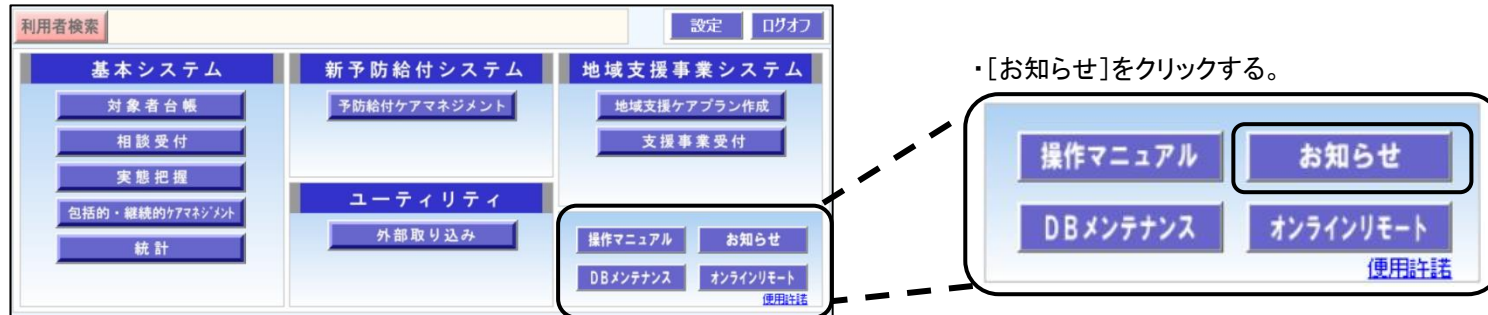 利用者検索
設定
ログオフ
基本システム
対象者台帳
相談受付
実態把握
包括的・継続的ケアマネジメント
統計
新予防給付システム
予防給付ケアマネジメント
ユーティリティ
外部取り込み
地域支援事業システム
地域支援ケアプラン作成
支援事業受付
操作マニュアル
お知らせ
DBメンテナンス
オンラインリモート
使用許諾
・[お知らせ]をクリックする。
操作マニュアル
お知らせ
DBメンテナンス
オンラインリモート
使用許諾